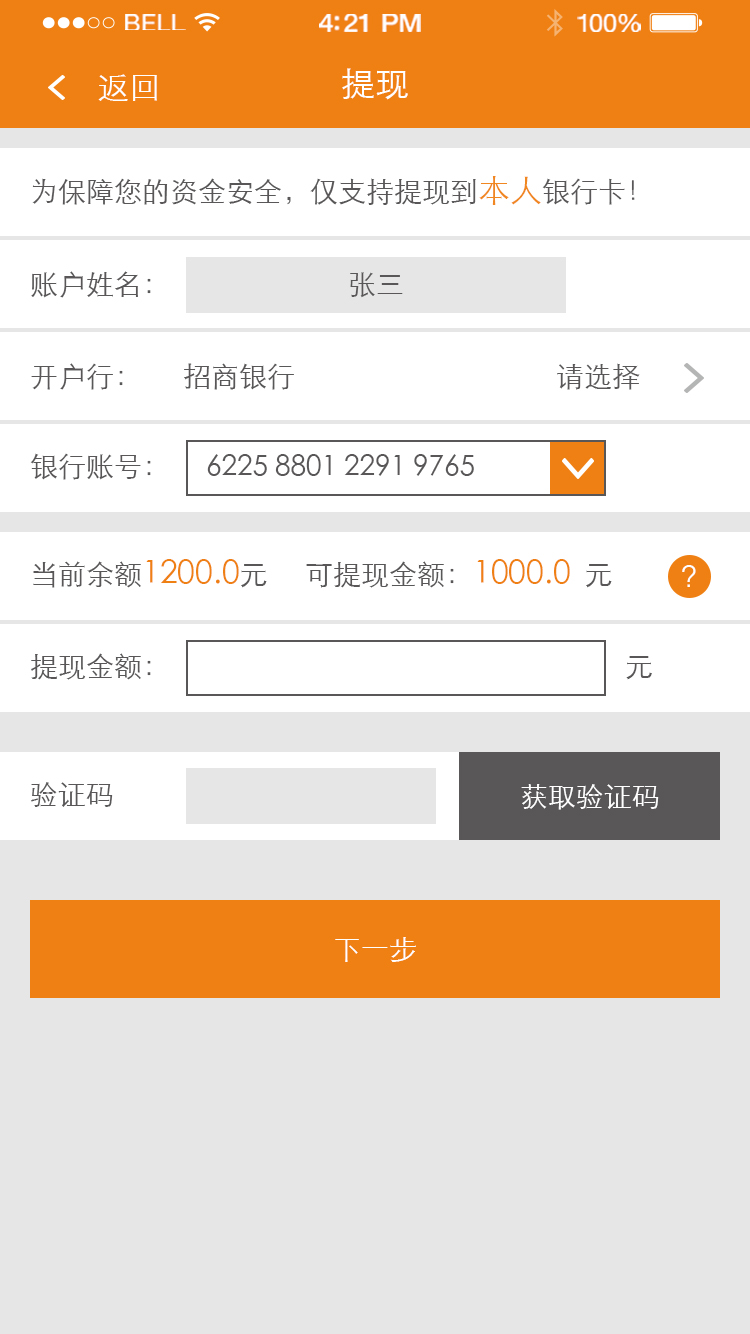 BELL 4:21 PM 100%
返回 提现
为保障您的资金安全，仅支持提现到本人银行卡！
账户姓名： 张三
开户行： 招商银行 请选择
银行账号： 6225 8801 2291 9765
当前余额1200.0元 可提现金额：1000.0 元 ?
提现金额： 元
验证码 获取验证码
下一步